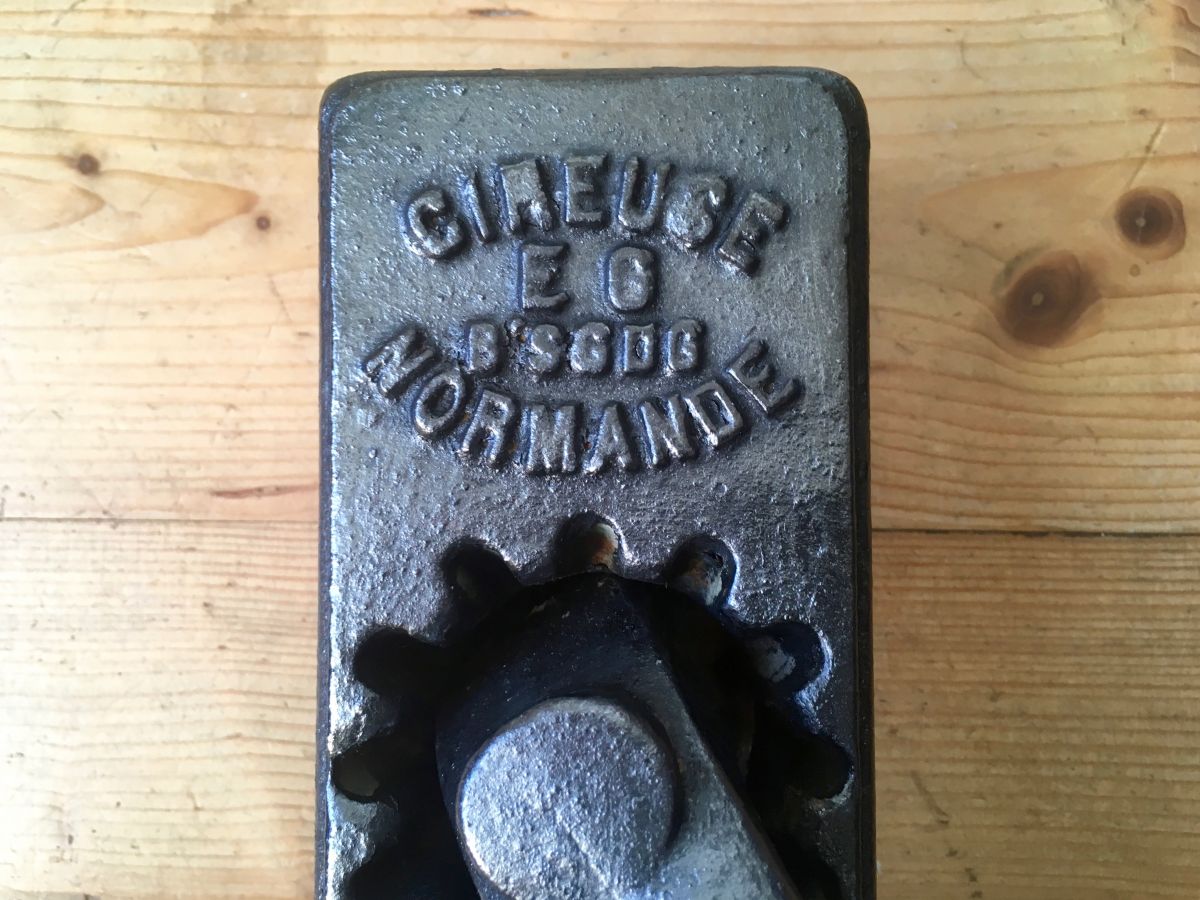 CIREUSE
E C
B'SGDG
NORMANDE